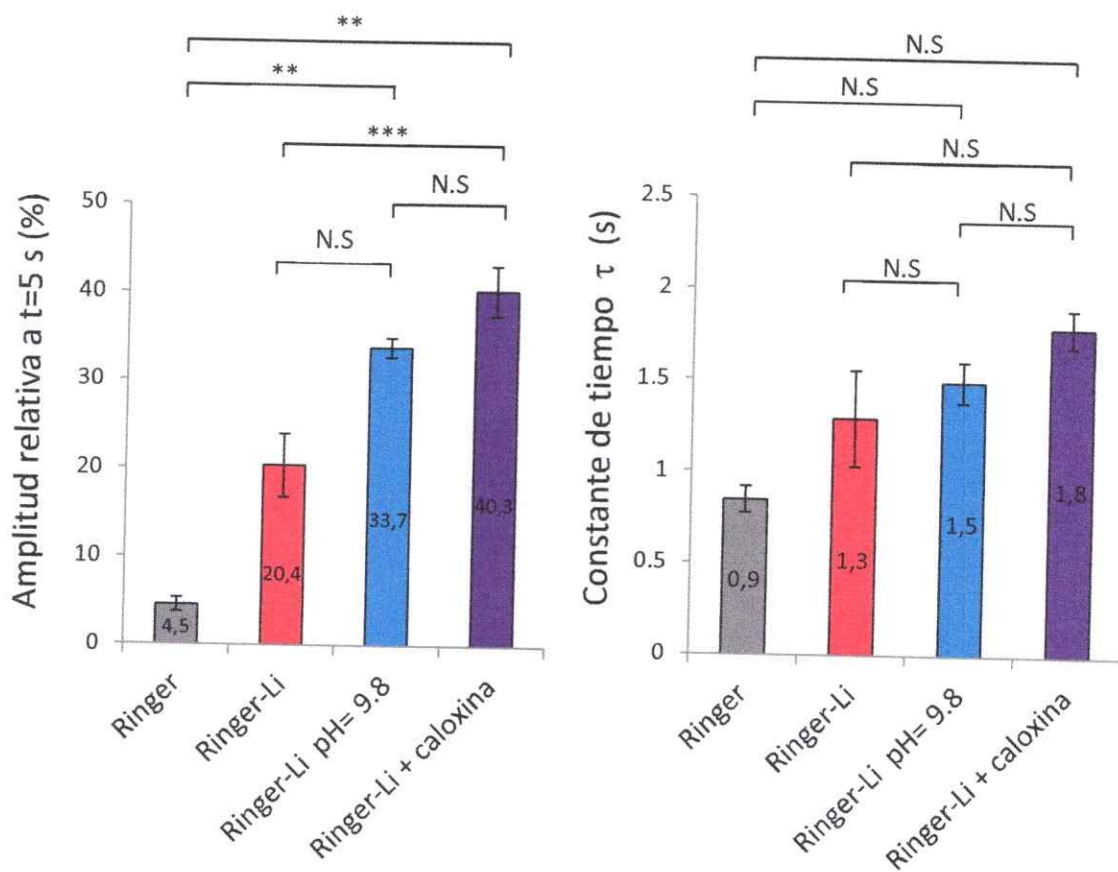 **
**
***
N.S
N.S
Amplitud relativa a t=5 s (%)
50
40
30
20
10
0
4,5
20,4
33,7
40,3
Ringer
Ringer-Li
Ringer-Li pH= 9.8
Ringer-Li + caloxina
N.S
N.S
N.S
N.S
N.S
Constante de tiempo τ (s)
2.5
2
1.5
1
0.5
0
0,9
1,3
1,5
1,8
Ringer
Ringer-Li
Ringer-Li pH= 9.8
Ringer-Li + caloxina